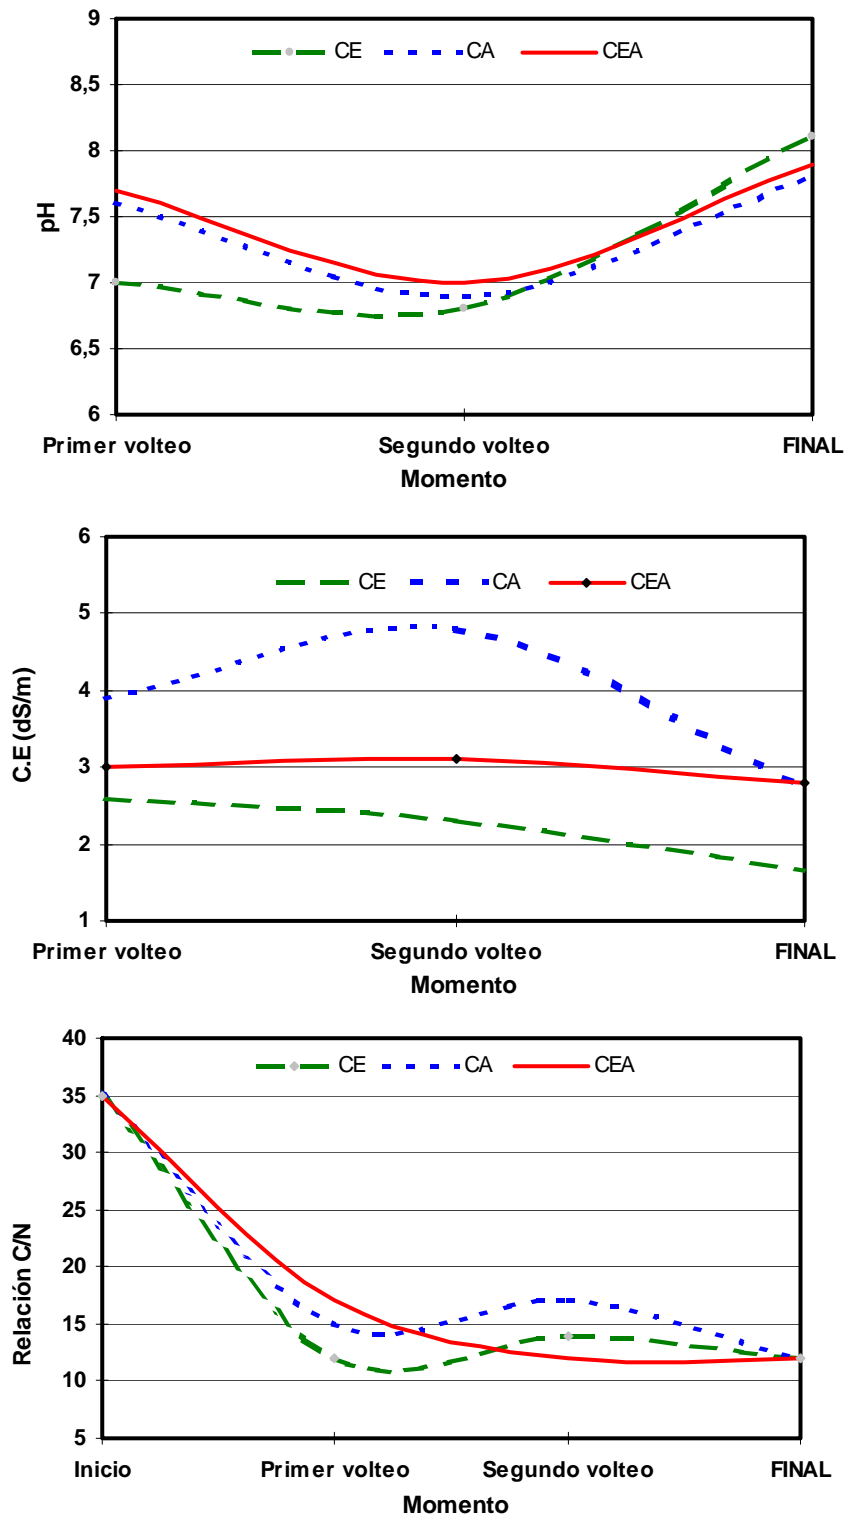 9
CE CA CEA
8,5
8
pH
7,5
7
6,5
6
Primer volteo Segundo volteo FINAL
Momento
6
CE CA CEA
5
C.E (dS/m)
4
3
2
1
Primer volteo Segundo volteo FINAL
Momento
40
CE CA CEA
35
30
25
Relación C/N
20
15
10
5
Inicio Primer volteo Segundo volteo FINAL
Momento